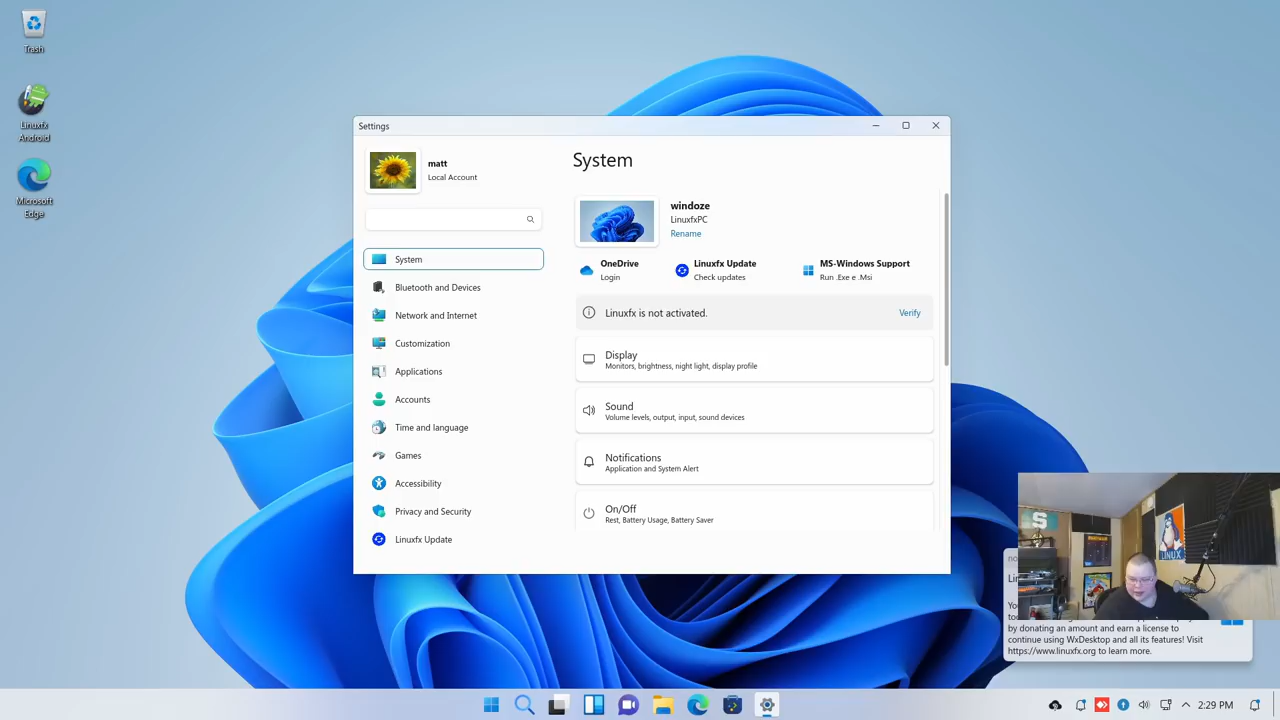 Trash
Linuxfx
Android
Microsoft
Edge
Settings
matt
Local Account
System
Bluetooth and Devices
Network and Internet
Customization
Applications
Accounts
Time and language
Games
Accessibility
Privacy and Security
Linuxfx Update
System
windoze
LinuxfxPC
Rename
OneDrive
Login
Linuxfx Update
Check updates
MS-Windows Support
Run .Exe e .Msi
Linuxfx is not activated.
Verify
Display
Monitors, brightness, night light, display profile
Sound
Volume levels, output, input, sound devices
Notifications
Application and System Alert
On/Off
Rest, Battery Usage, Battery Saver
S
LINUX
by donating an amount and earn a license to
continue using WxDesktop and all its features! Visit
https://www.linuxfx.org to learn more.
2:29 PM